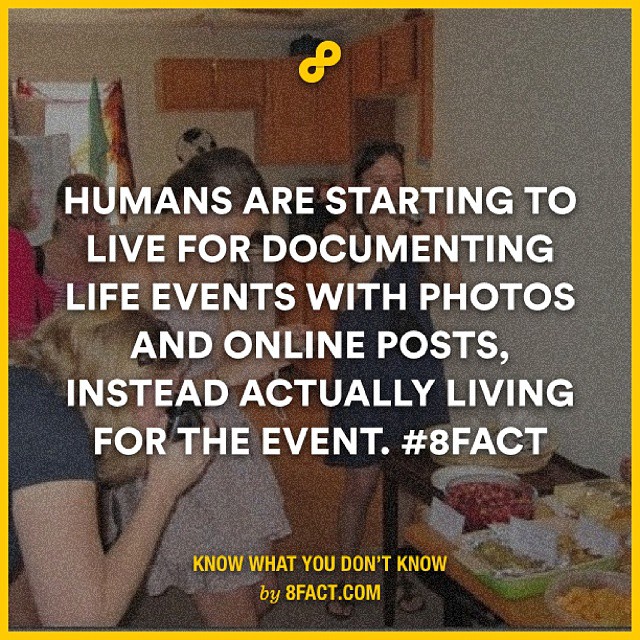 HUMANS ARE STARTING TO
LIVE FOR DOCUMENTING
LIFE EVENTS WITH PHOTOS
AND ONLINE POSTS,
INSTEAD ACTUALLY LIVING
FOR THE EVENT. #8FACT
KNOW WHAT YOU DON'T KNOW
by 8FACT.COM